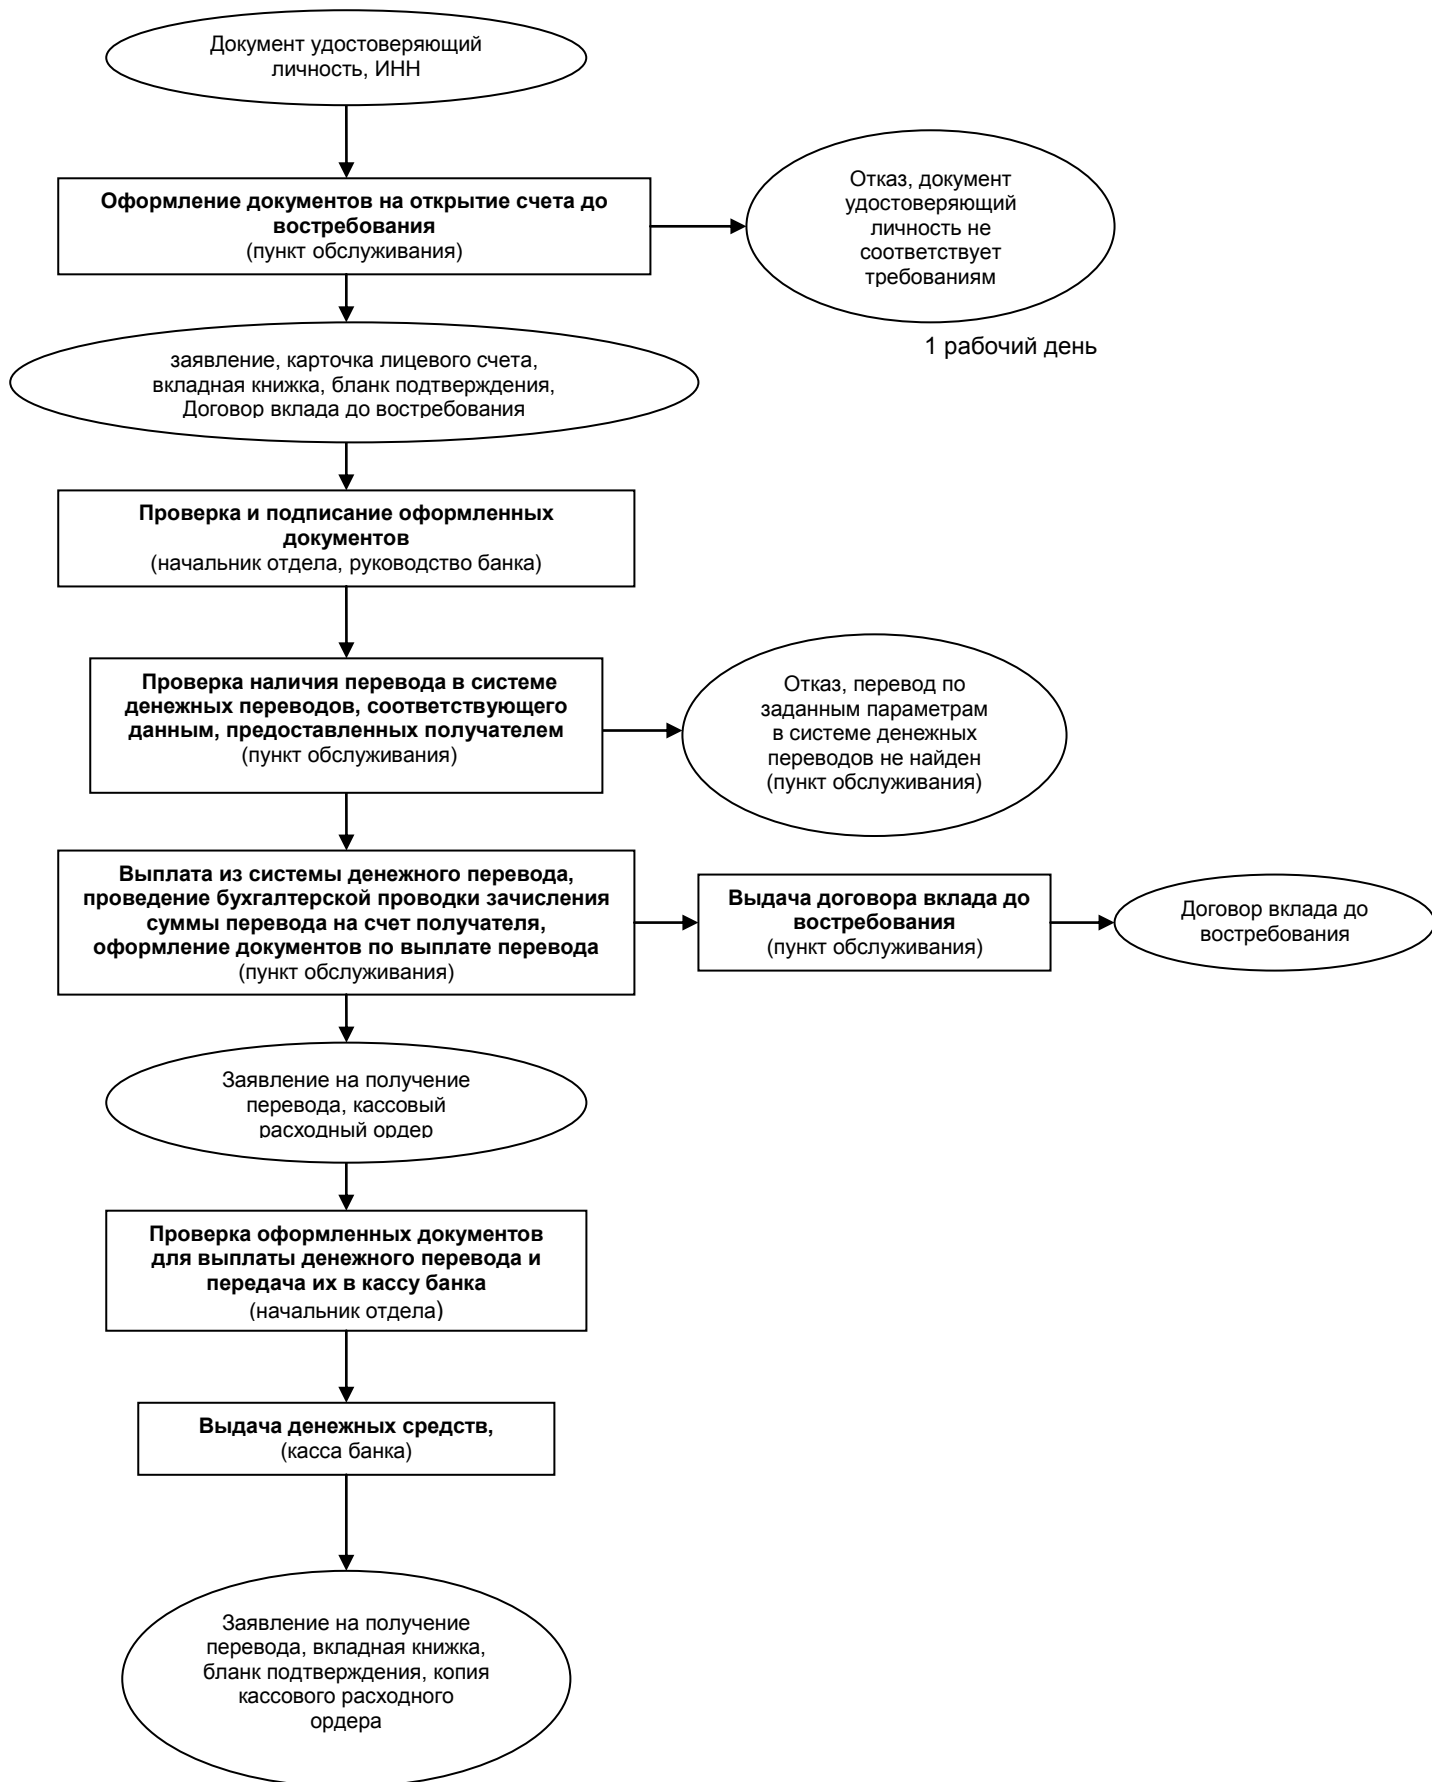 Документ удостоверяющий
личность, ИНН
Оформление документов на открытие счета до
востребования
(пункт обслуживания)
Отказ, документ
удостоверяющий
личность не
соответствует
требованиям
1 рабочий день
заявление, карточка лицевого счета,
вкладная книжка, бланк подтверждения,
Договор вклада до востребования
Проверка и подписание оформленных
документов
(начальник отдела, руководство банка)
Проверка наличия перевода в системе
денежных переводов, соответствующего
данным, предоставленных получателем
(пункт обслуживания)
Отказ, перевод по
заданным параметрам
в системе денежных
переводов не найден
(пункт обслуживания)
Выплата из системы денежного перевода,
проведение бухгалтерской проводки зачисления
суммы перевода на счет получателя,
оформление документов по выплате перевода
(пункт обслуживания)
Выдача договора вклада до
востребования
(пункт обслуживания)
Договор вклада до
востребования
Заявление на получение
перевода, кассовый
расходный ордер
Проверка оформленных документов
для выплаты денежного перевода и
передача их в кассу банка
(начальник отдела)
Выдача денежных средств,
(касса банка)
Заявление на получение
перевода, вкладная книжка,
бланк подтверждения, копия
кассового расходного
ордера